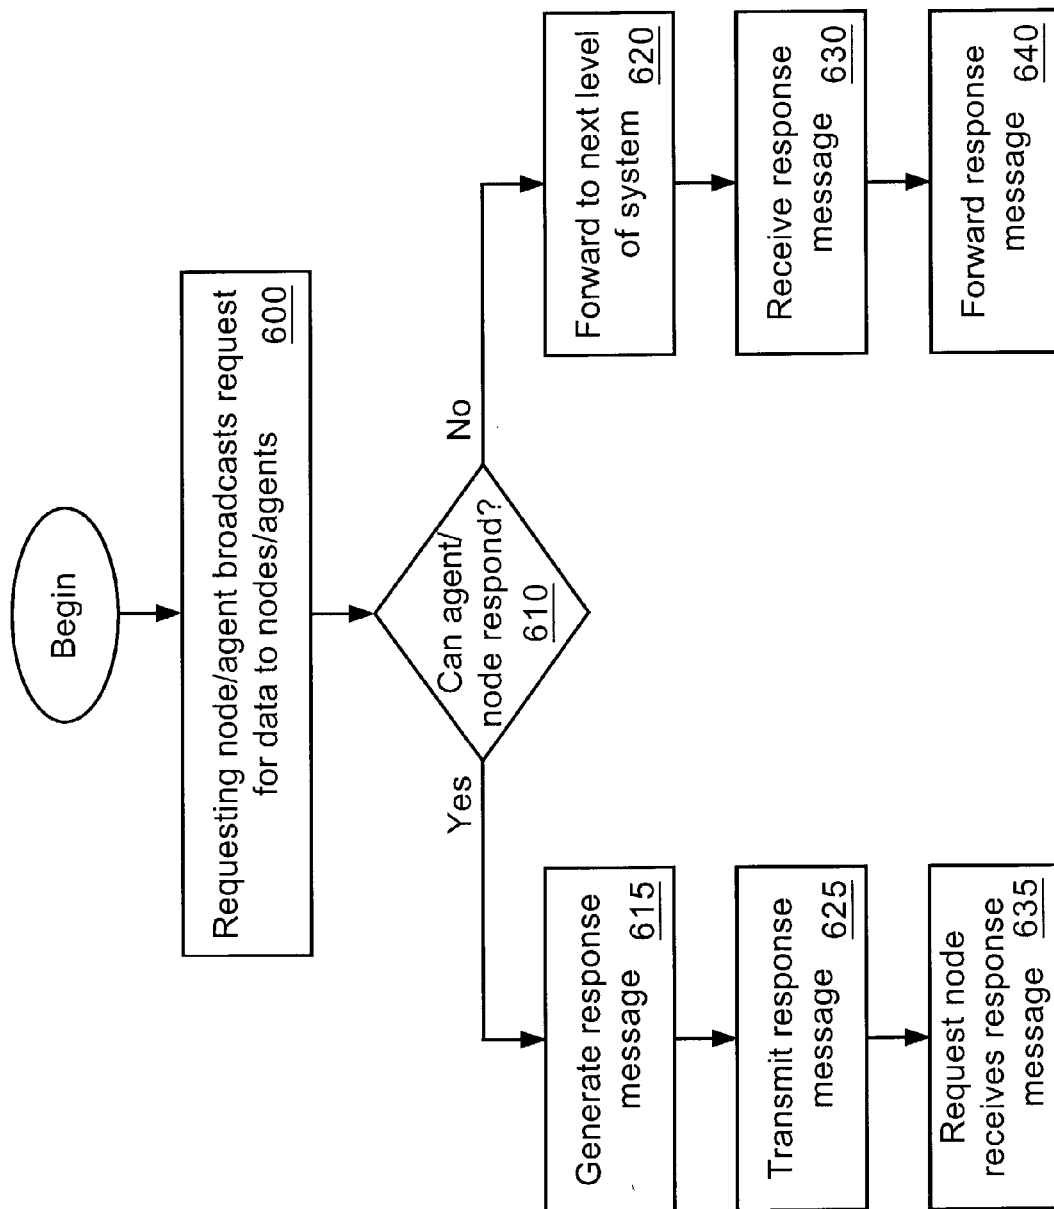 Begin
Requesting node/agent broadcasts request
for data to nodes/agents 600
Can agent/
node respond?
610
Yes
No
Generate response
message 615
Transmit response
message 625
Request node
receives response
message 635
Forward to next level
of system 620
Receive response
message 630
Forward response
message 640